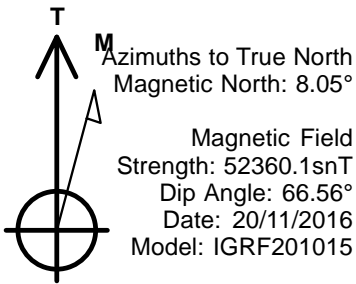 T
M
Azimuths to True North
Magnetic North: 8.05°
Magnetic Field
Strength: 52360.1snT
Dip Angle: 66.56°
Date: 20/11/2016
Model: IGRF201015